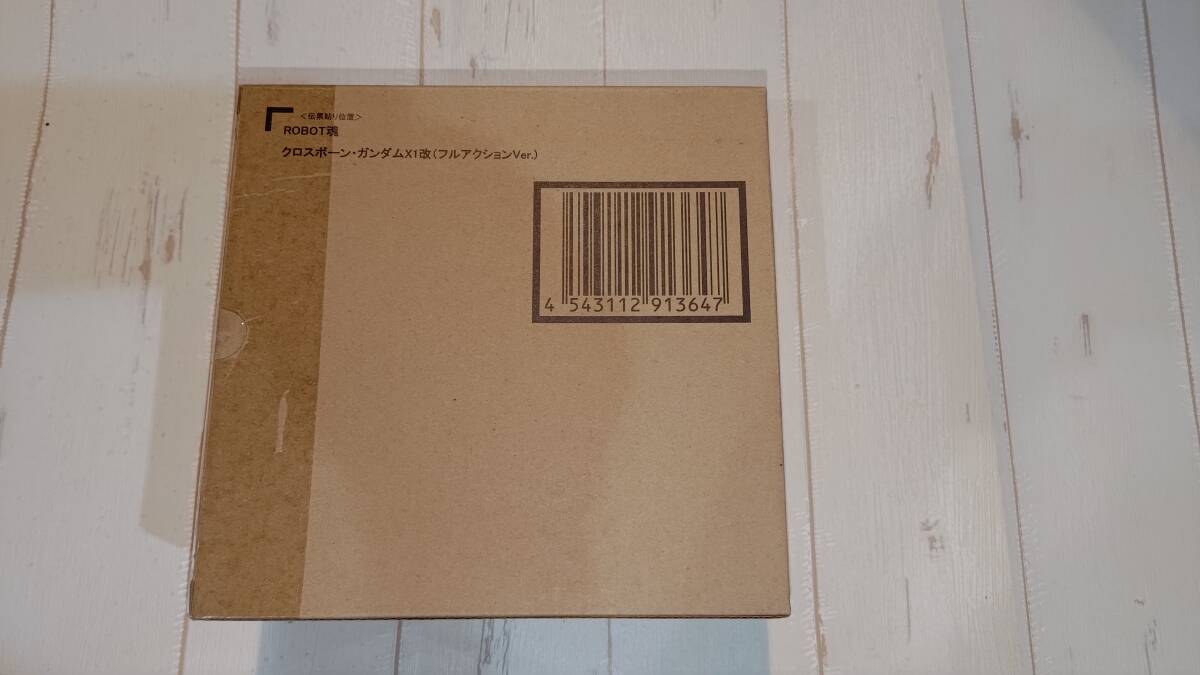 ＜伝票貼り位置＞
ROBOT魂
クロスボーン・ガンダムX1改（フルアクションVer.）
4 543112 913647